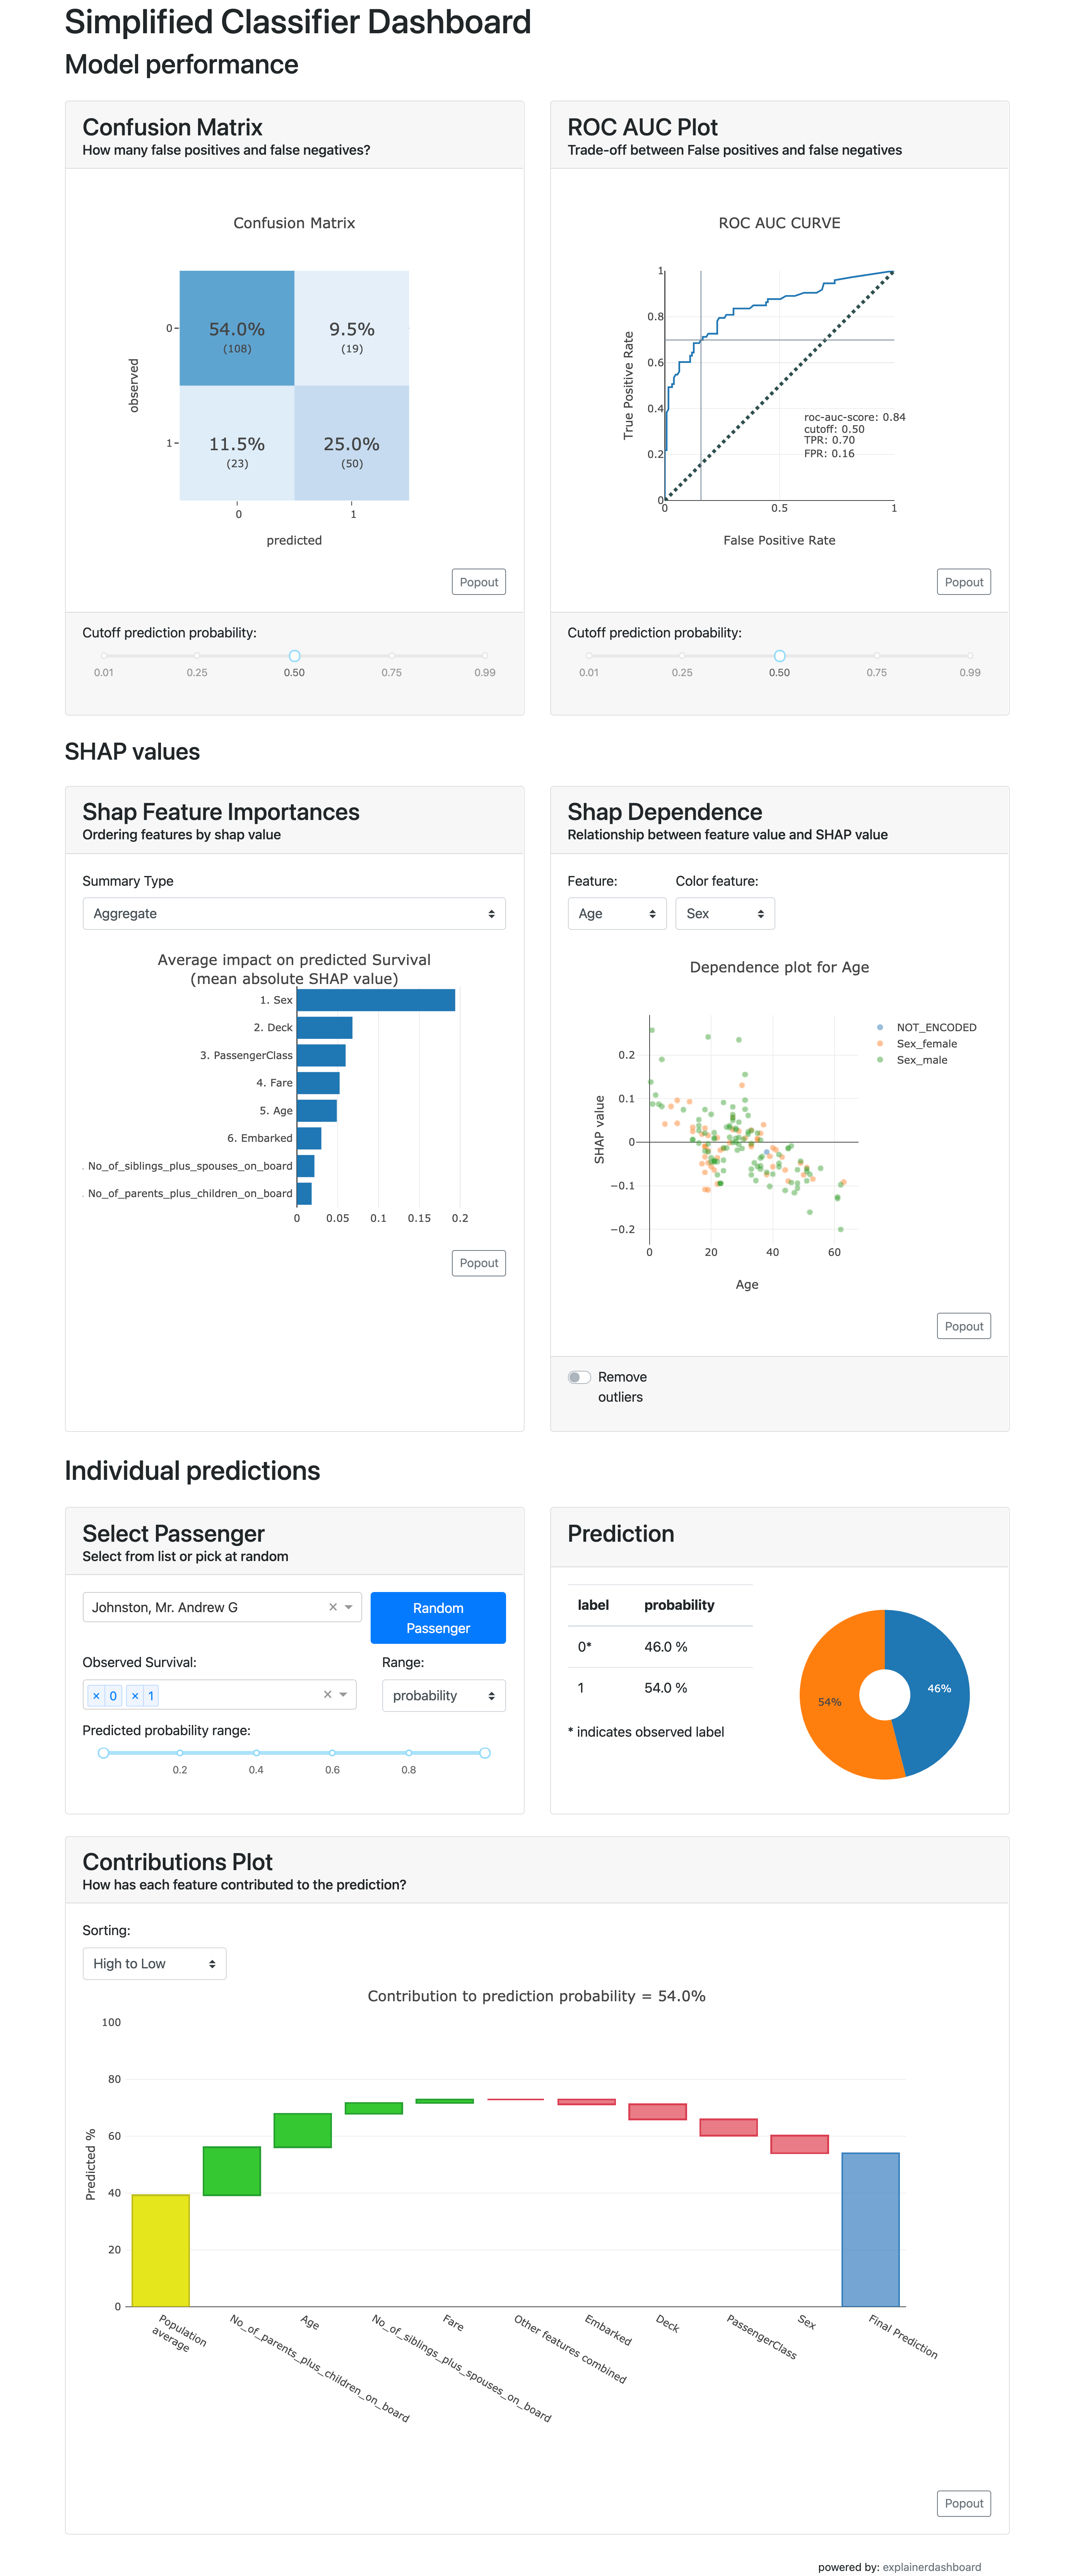 Simplified Classifier Dashboard
Model performance
Confusion Matrix
How many false positives and false negatives?
Confusion Matrix
observed
0
54.0%
(108)
9.5%
(19)
1
11.5%
(23)
25.0%
(50)
0
1
predicted
Popout
Cutoff prediction probability:
0.01
0.25
0.50
0.75
0.99
ROC AUC Plot
Trade-off between False positives and false negatives
ROC AUC CURVE
True Positive Rate
1
0.8
0.6
0.4
0.2
0
roc-auc-score: 0.84
cutoff: 0.50
TPR: 0.70
FPR: 0.16
0
0.5
1
False Positive Rate
Popout
Cutoff prediction probability:
0.01
0.25
0.50
0.75
0.99
SHAP values
Shap Feature Importances
Ordering features by shap value
Summary Type
Aggregate
Average impact on predicted Survival
(mean absolute SHAP value)
1. Sex
2. Deck
3. PassengerClass
4. Fare
5. Age
6. Embarked
. No_of_siblings_plus_spouses_on_board
. No_of_parents_plus_children_on_board
0
0.05
0.1
0.15
0.2
Popout
Shap Dependence
Relationship between feature value and SHAP value
Feature:
Color feature:
Age
Sex
Dependence plot for Age
NOT_ENCODED
Sex_female
Sex_male
SHAP value
0.2
0.1
0
−0.1
−0.2
0
20
40
60
Age
Popout
Remove
outliers
Individual predictions
Select Passenger
Select from list or pick at random
Johnston, Mr. Andrew G
×
Random
Passenger
Observed Survival:
Range:
× 0
× 1
×
probability
Predicted probability range:
0.2
0.4
0.6
0.8
Prediction
label
probability
0*
46.0 %
1
54.0 %
* indicates observed label
54%
46%
Contributions Plot
How has each feature contributed to the prediction?
Sorting:
High to Low
Contribution to prediction probability = 54.0%
Predicted %
100
80
60
40
20
0
Population
average
No_of_parents_plus_children_on_board
Age
No_of_siblings_plus_spouses_on_board
Fare
Other features combined
Embarked
Deck
PassengerClass
Sex
Final Prediction
Popout
powered by: explainerdashboard